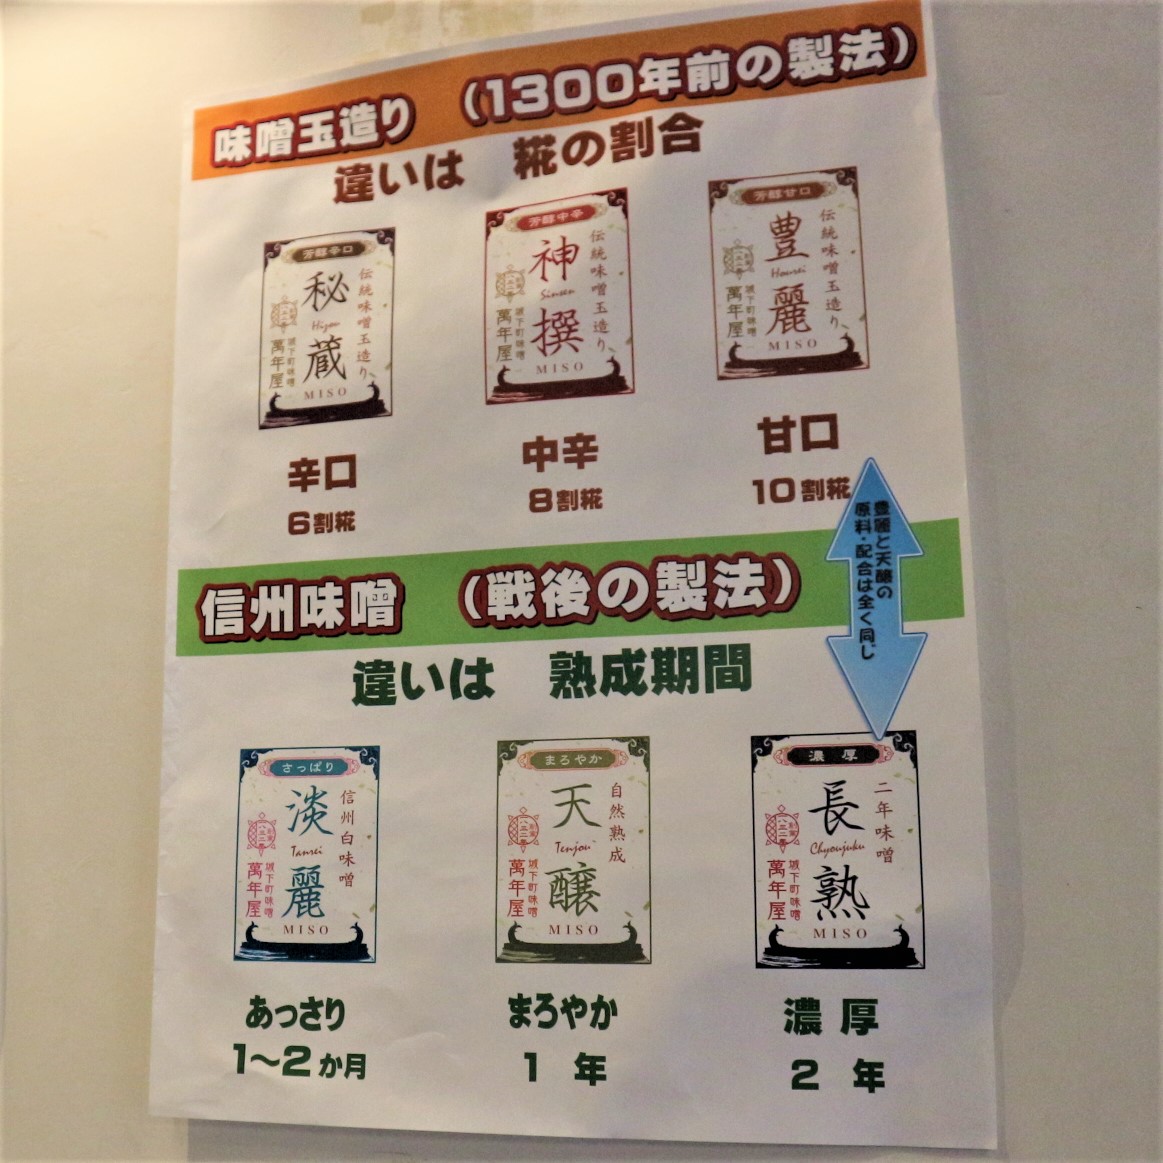 味噌玉造り （1300年前の製法）
違いは 糀の割合
芳醇辛口
秘蔵
Hizou
伝統味噌玉造り
城下町味噌
萬年屋
MISO
辛口
6割糀
芳醇中辛
神撰
Sinsen
伝統味噌玉造り
城下町味噌
萬年屋
MISO
中辛
8割糀
芳醇甘口
豊麗
Hourei
伝統味噌玉造り
城下町味噌
萬年屋
MISO
甘口
10割糀
豊麗と天醸の
原料・配合は全く同じ
信州味噌 （戦後の製法）
違いは 熟成期間
さっぱり
淡麗
Tanrei
信州白味噌
城下町味噌
萬年屋
MISO
あっさり
1～2か月
まろやか
天醸
Tenjou
自然熟成
城下町味噌
萬年屋
MISO
まろやか
1 年
濃厚
長熟
Chyoujuku
二年味噌
城下町味噌
萬年屋
MISO
濃 厚
2 年